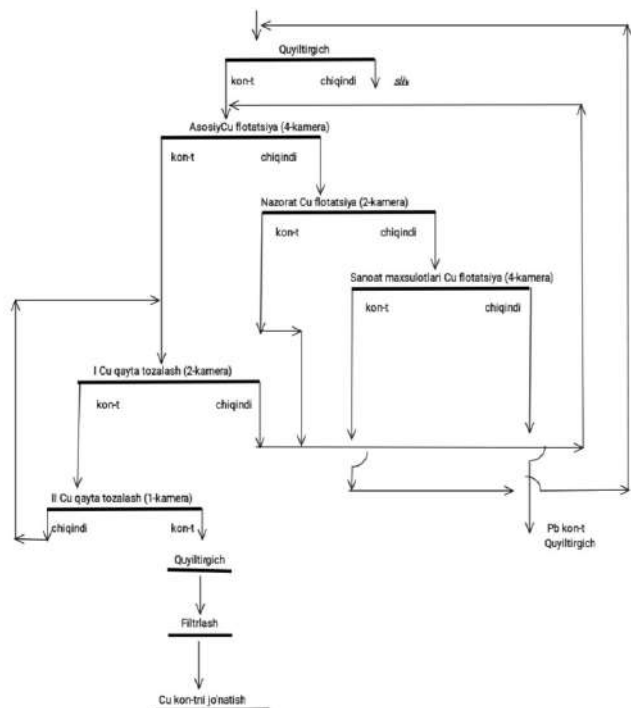 Quyiltirgich
kon-t chiqindi sliv
AsosiyCu flotatsiya (4-kamera)
kon-t chiqindi
Nazorat Cu flotatsiya (2-kamera)
kon-t chiqindi
Sanoat maxsulotlari Cu flotatsiya (4-kamera)
kon-t chiqindi
I Cu qayta tozalash (2-kamera)
kon-t chiqindi
II Cu qayta tozalash (1-kamera)
chiqindi kon-t
Pb kon-t
Quyiltirgich
Quyiltirgich
Filtrlash
Cu kon-tni jo'natish